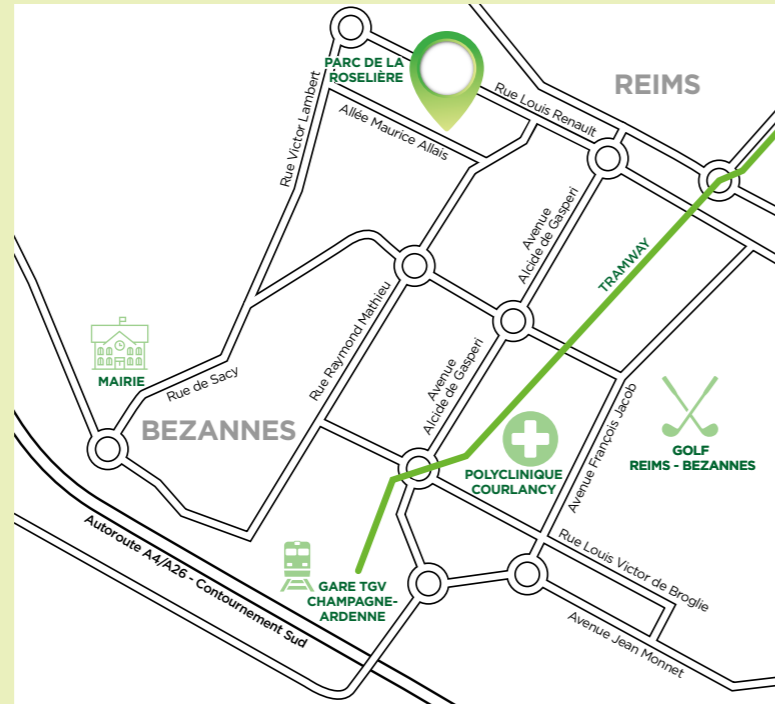 PARC DE LA
ROSELIÈRE
REIMS
Rue Louis Renault
Rue Victor Lambert
Allée Maurice Allais
Avenue
Alcide de Gasperi
TRAMWAY
Rue Raymond Mathieu
MAIRIE
Rue de Sacy
Avenue
Alcide de Gasperi
BEZANNES
Avenue François Jacob
GOLF
REIMS - BEZANNES
POLYCLINIQUE
COURLANCY
Autoroute A4/A26 - Contournement Sud
GARE TGV
CHAMPAGNE-
ARDENNE
Rue Louis Victor de Broglie
Avenue Jean Monnet